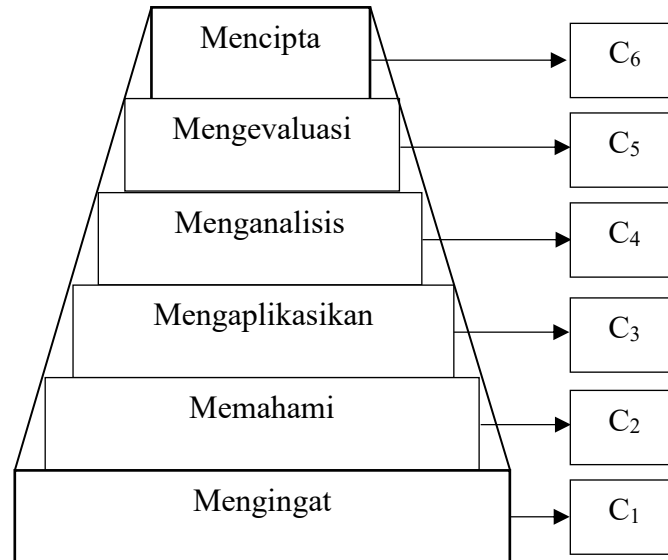 Mencipta C₆
Mengevaluasi C₅
Menganalisis C₄
Mengaplikasikan C₃
Memahami C₂
Mengingat C₁